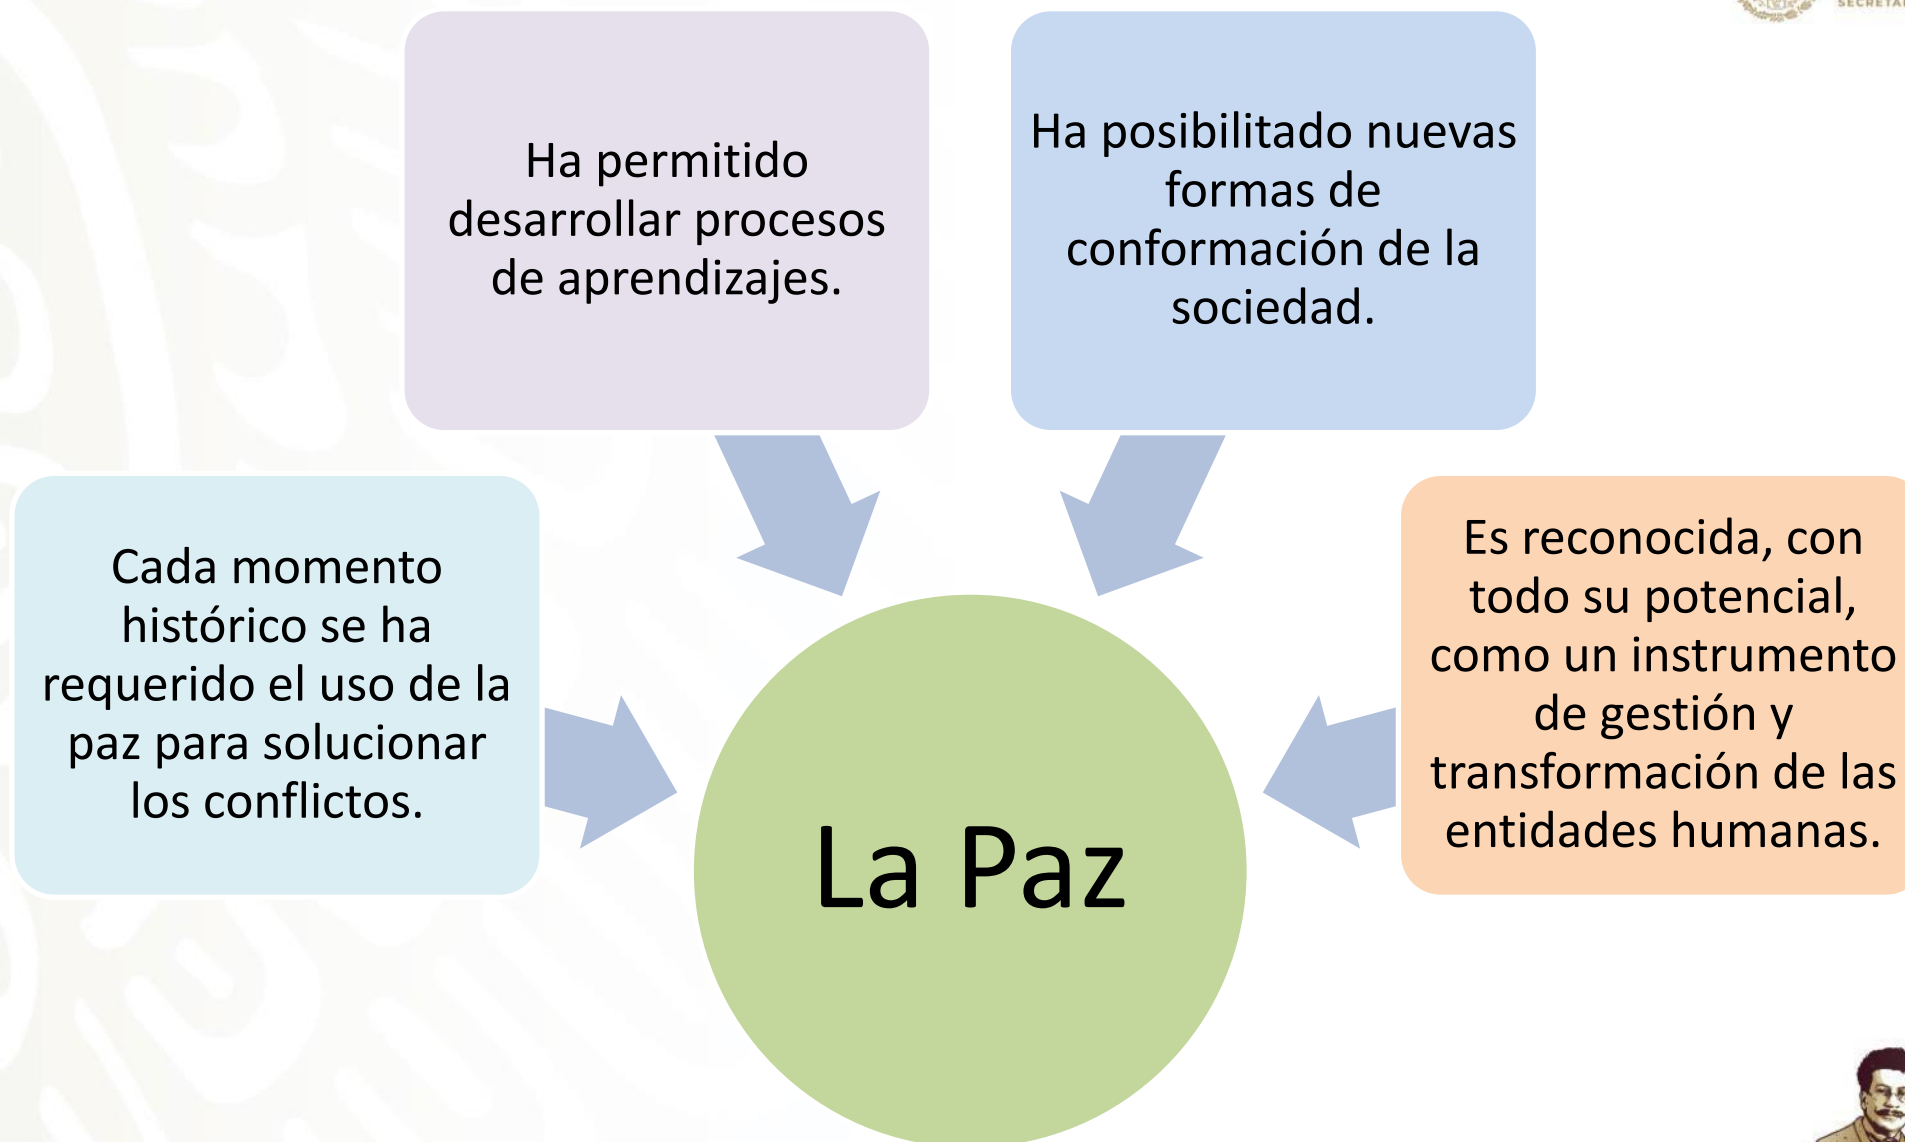 Ha permitido
desarrollar procesos
de aprendizajes.
Ha posibilitado nuevas
formas de
conformación de la
sociedad.
Cada momento
histórico se ha
requerido el uso de la
paz para solucionar
los conflictos.
Es reconocida, con
todo su potencial,
como un instrumento
de gestión y
transformación de las
entidades humanas.
La Paz